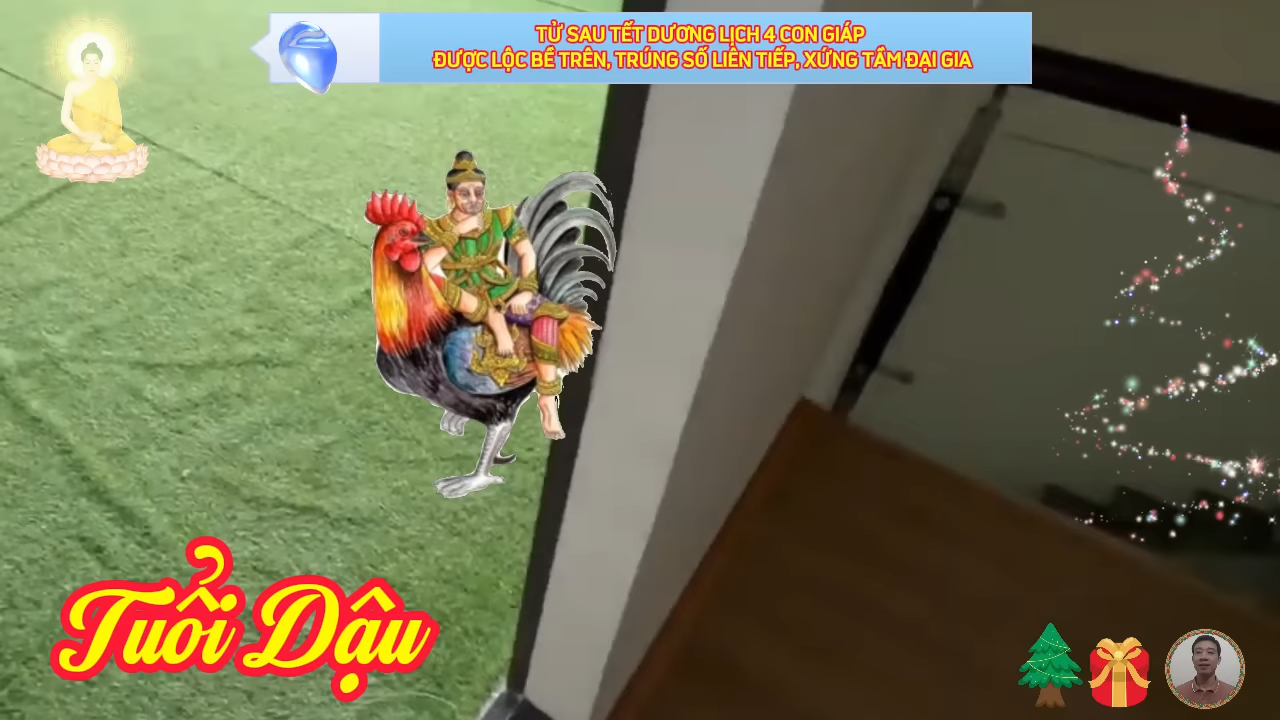 TỪ SAU TẾT DƯƠNG LỊCH 4 CON GIÁP
ĐƯỢC LỘC BỀ TRÊN, TRÚNG SỐ LIÊN TIẾP, XỨNG TẦM ĐẠI GIA
Tuổi Dậu